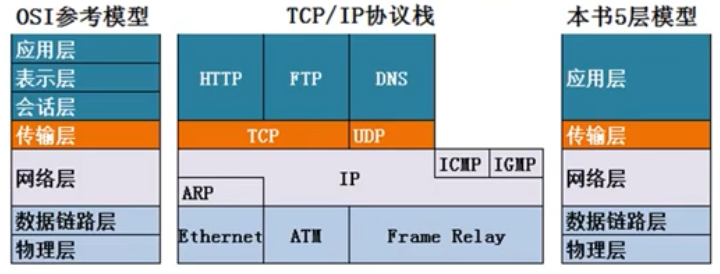 OSI参考模型
应用层
表示层
会话层
传输层
网络层
数据链路层
物理层
TCP/IP协议栈
HTTP FTP DNS
TCP UDP
ICMP IGMP
IP
ARP
Ethernet ATM Frame Relay
本书5层模型
应用层
传输层
网络层
数据链路层
物理层